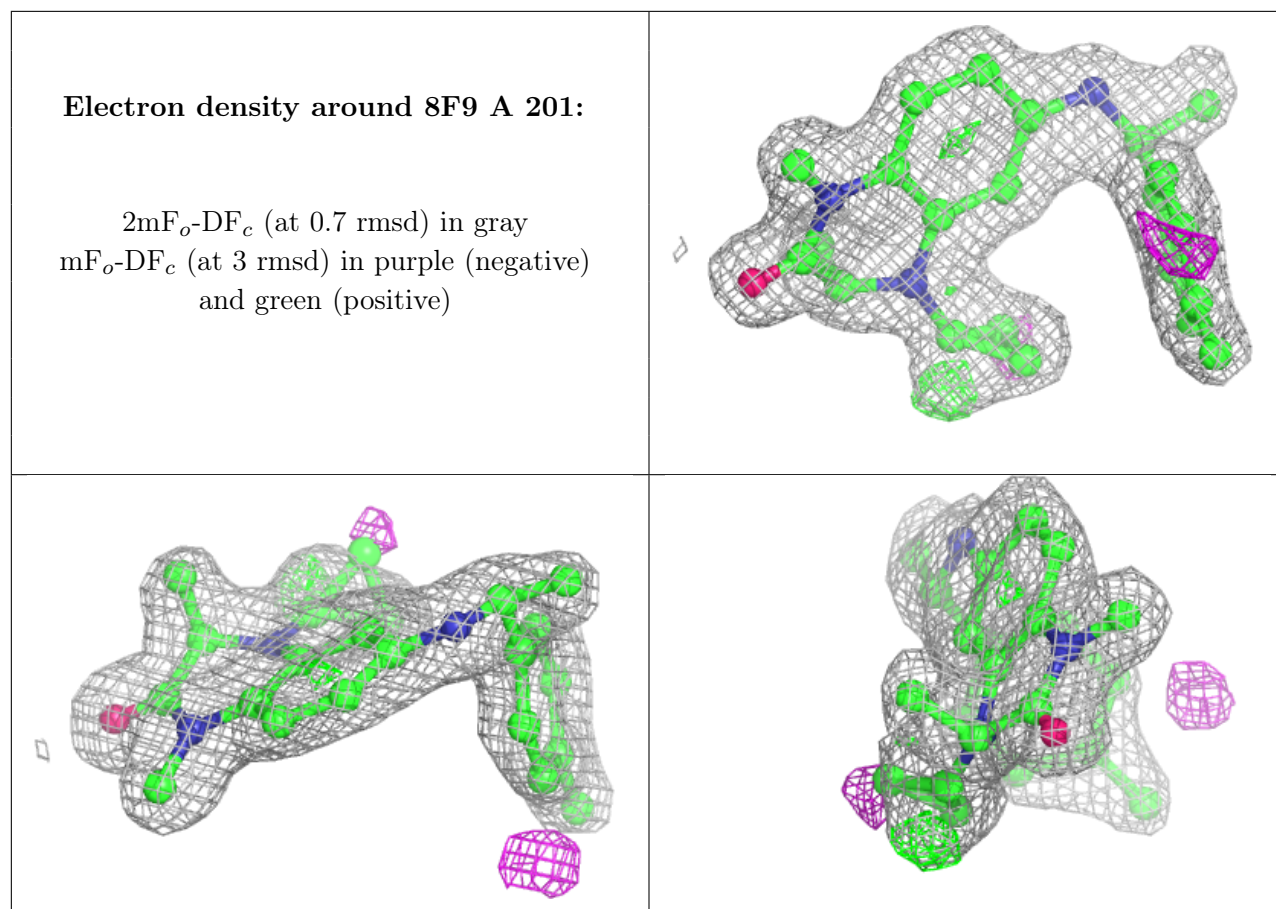 Electron density around 8F9 A 201:
2mFo-DFc (at 0.7 rmsd) in gray
mFo-DFc (at 3 rmsd) in purple (negative)
and green (positive)